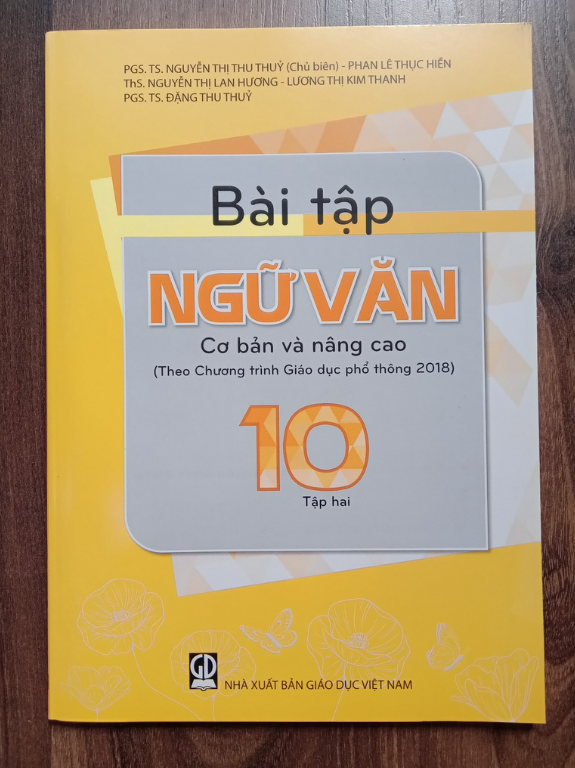 PGS. TS. NGUYỄN THỊ THU THUỶ (Chủ biên) - PHAN LÊ THỤC HIỀN
ThS. NGUYỄN THỊ LAN HƯƠNG - LƯƠNG THỊ KIM THANH
PGS. TS. ĐẶNG THU THUỶ
Bài tập
NGỮ VĂN
Cơ bản và nâng cao
(Theo Chương trình Giáo dục phổ thông 2018)
10
Tập hai
GD
NHÀ XUẤT BẢN GIÁO DỤC VIỆT NAM